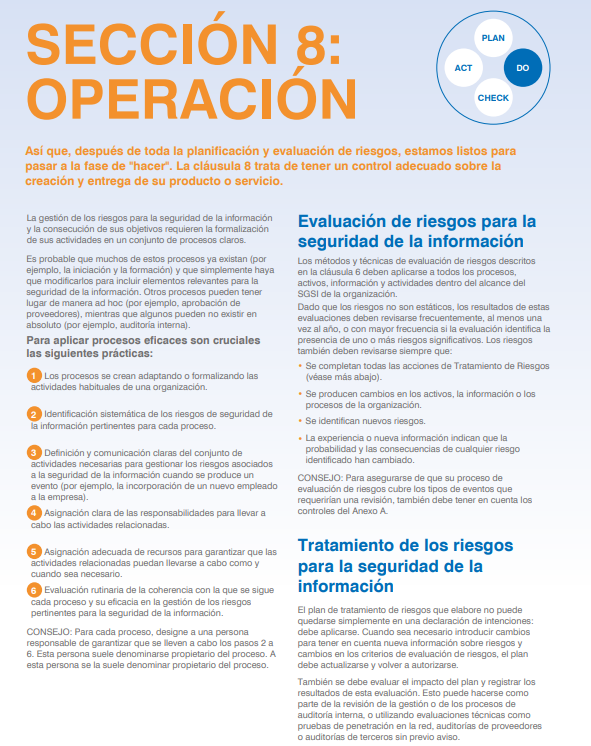 SECCIÓN 8:
OPERACIÓN
PLAN
ACT
DO
CHECK
Así que, después de toda la planificación y evaluación de riesgos, estamos listos para
pasar a la fase de "hacer". La cláusula 8 trata de tener un control adecuado sobre la
creación y entrega de su producto o servicio.
La gestión de los riesgos para la seguridad de la información
y la consecución de sus objetivos requieren la formalización
de sus actividades en un conjunto de procesos claros.
Es probable que muchos de estos procesos ya existan (por
ejemplo, la iniciación y la formación) y que simplemente haya
que modificarlos para incluir elementos relevantes para la
seguridad de la información. Otros procesos pueden tener
lugar de manera ad hoc (por ejemplo, aprobación de
proveedores), mientras que algunos pueden no existir en
absoluto (por ejemplo, auditoría interna).
Para aplicar procesos eficaces son cruciales
las siguientes prácticas:
1 Los procesos se crean adaptando o formalizando las
actividades habituales de una organización.
2 Identificación sistemática de los riesgos de seguridad de
la información pertinentes para cada proceso.
3 Definición y comunicación claras del conjunto de
actividades necesarias para gestionar los riesgos asociados
a la seguridad de la información cuando se produce un
evento (por ejemplo, la incorporación de un nuevo empleado
a la empresa).
4 Asignación clara de las responsabilidades para llevar a
cabo las actividades relacionadas.
5 Asignación adecuada de recursos para garantizar que las
actividades relacionadas puedan llevarse a cabo como y
cuando sea necesario.
6 Evaluación rutinaria de la coherencia con la que se sigue
cada proceso y su eficacia en la gestión de los riesgos
pertinentes para la seguridad de la información.
CONSEJO: Para cada proceso, designe a una persona
responsable de garantizar que se lleven a cabo los pasos 2 a
6. Esta persona suele denominarse propietario del proceso. A
esta persona se la suele denominar propietario del proceso.
Evaluación de riesgos para la
seguridad de la información
Los métodos y técnicas de evaluación de riesgos descritos
en la cláusula 6 deben aplicarse a todos los procesos,
activos, información y actividades dentro del alcance del
SGSI de la organización.
Dado que los riesgos no son estáticos, los resultados de estas
evaluaciones deben revisarse frecuentemente, al menos una
vez al año, o con mayor frecuencia si la evaluación identifica la
presencia de uno o más riesgos significativos. Los riesgos
también deben revisarse siempre que:
• Se completan todas las acciones de Tratamiento de Riesgos
(véase más abajo).
• Se producen cambios en los activos, la información o los
procesos de la organización.
• Se identifican nuevos riesgos.
• La experiencia o nueva información indican que la
probabilidad y las consecuencias de cualquier riesgo
identificado han cambiado.
CONSEJO: Para asegurarse de que su proceso de
evaluación de riesgos cubre los tipos de eventos que
requerirían una revisión, también debe tener en cuenta los
controles del Anexo A.
Tratamiento de los riesgos
para la seguridad de la
información
El plan de tratamiento de riesgos que elabore no puede
quedarse simplemente en una declaración de intenciones:
debe aplicarse. Cuando sea necesario introducir cambios
para tener en cuenta nueva información sobre riesgos y
cambios en los criterios de evaluación de riesgos, el plan
debe actualizarse y volver a autorizarse.
También se debe evaluar el impacto del plan y registrar los
resultados de esta evaluación. Esto puede hacerse como
parte de la revisión de la gestión o de los procesos de
auditoría interna, o utilizando evaluaciones técnicas como
pruebas de penetración en la red, auditorías de proveedores
o auditorías de terceros sin previo aviso.